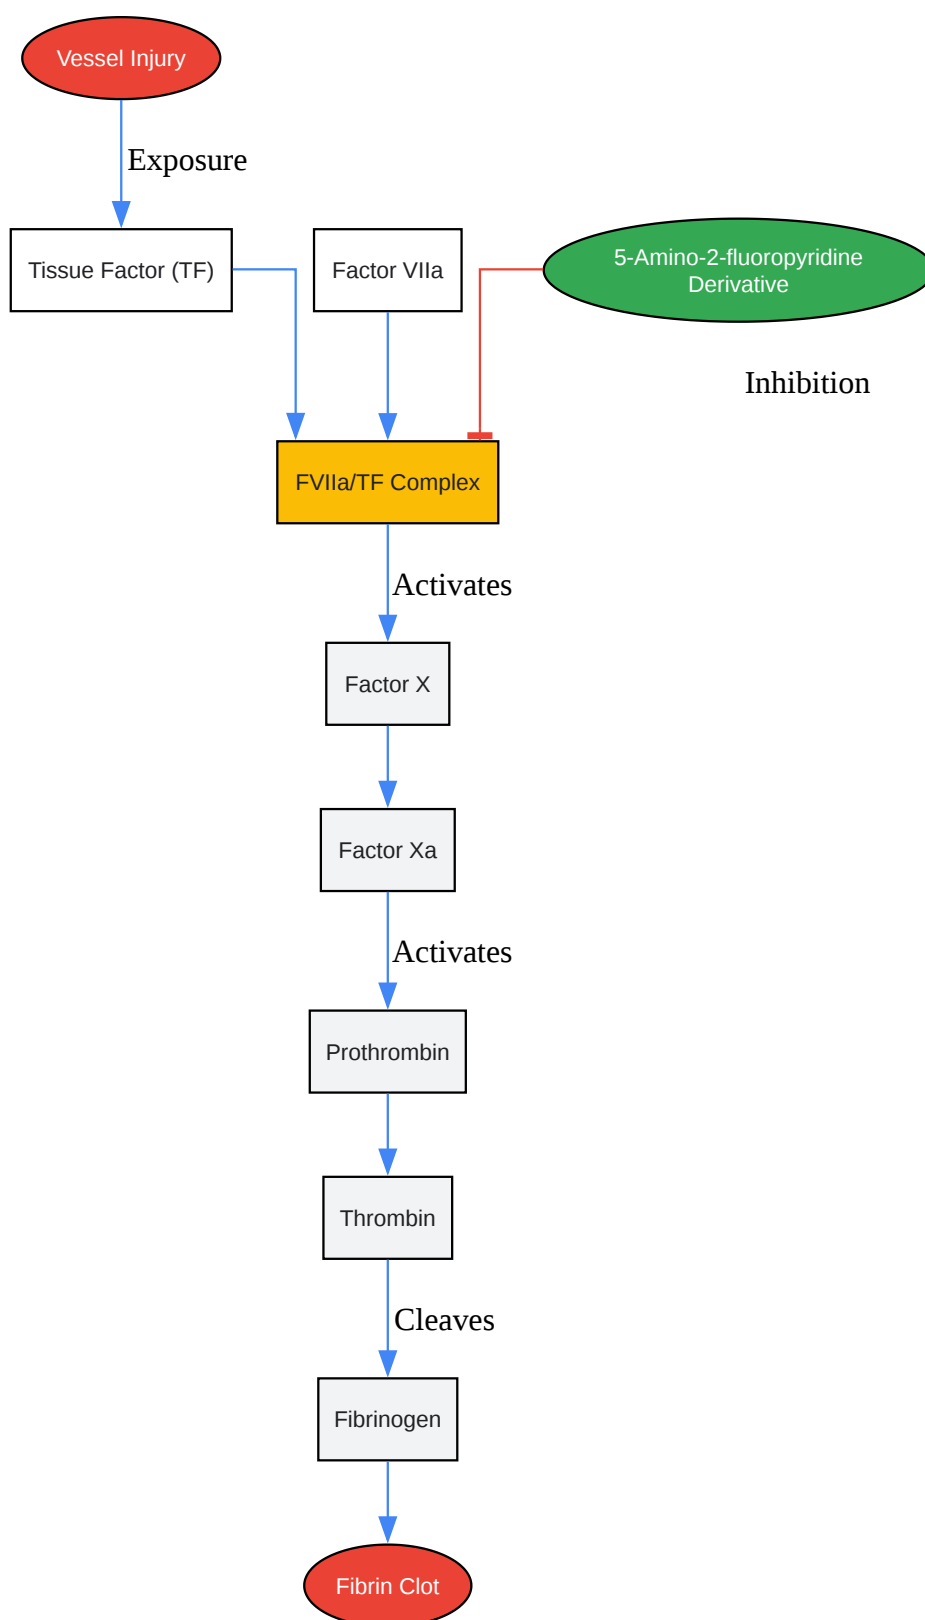 Vessel Injury
Exposure
Tissue Factor (TF)
Factor VIIa
5-Amino-2-fluoropyridine
Derivative
Inhibition
FVIIa/TF Complex
Activates
Factor X
Factor Xa
Activates
Prothrombin
Thrombin
Cleaves
Fibrinogen
Fibrin Clot